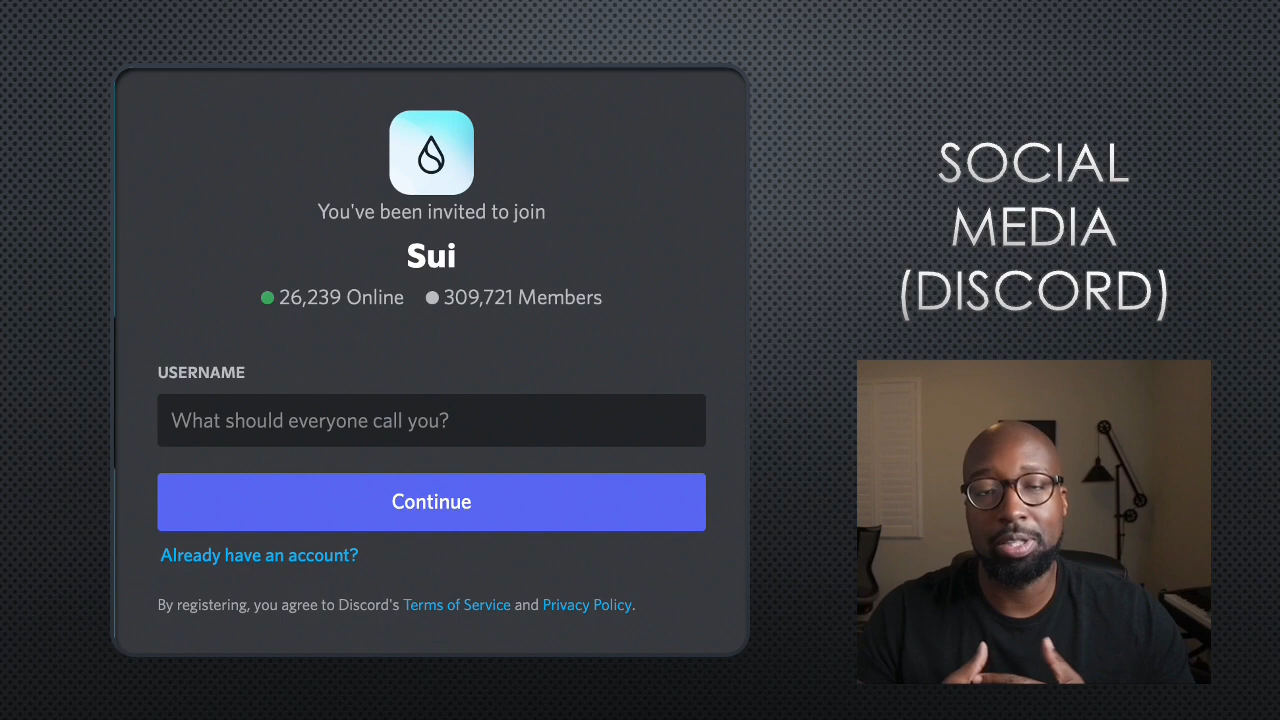 You've been invited to join
Sui
26,239 Online 309,721 Members
USERNAME
What should everyone call you?
Continue
Already have an account?
By registering, you agree to Discord's Terms of Service and Privacy Policy.
SOCIAL
MEDIA
(DISCORD)